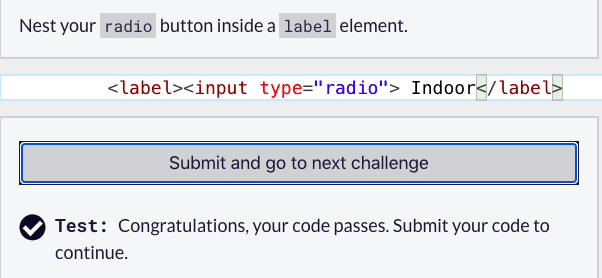 Nest your radio button inside a label element.
<label><input type="radio"> Indoor</label>
Submit and go to next challenge
Test: Congratulations, your code passes. Submit your code to
continue.